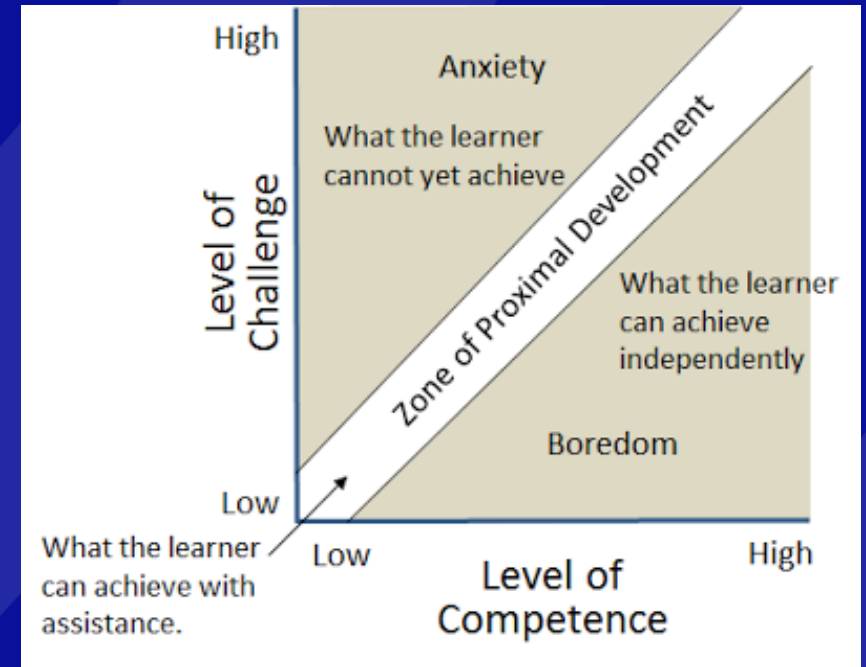 High
Anxiety
What the learner
cannot yet achieve
Level of
Challenge
Zone of Proximal Development
What the learner
can achieve
independently
Boredom
Low
What the learner
can achieve with
assistance.
Low
High
Level of
Competence